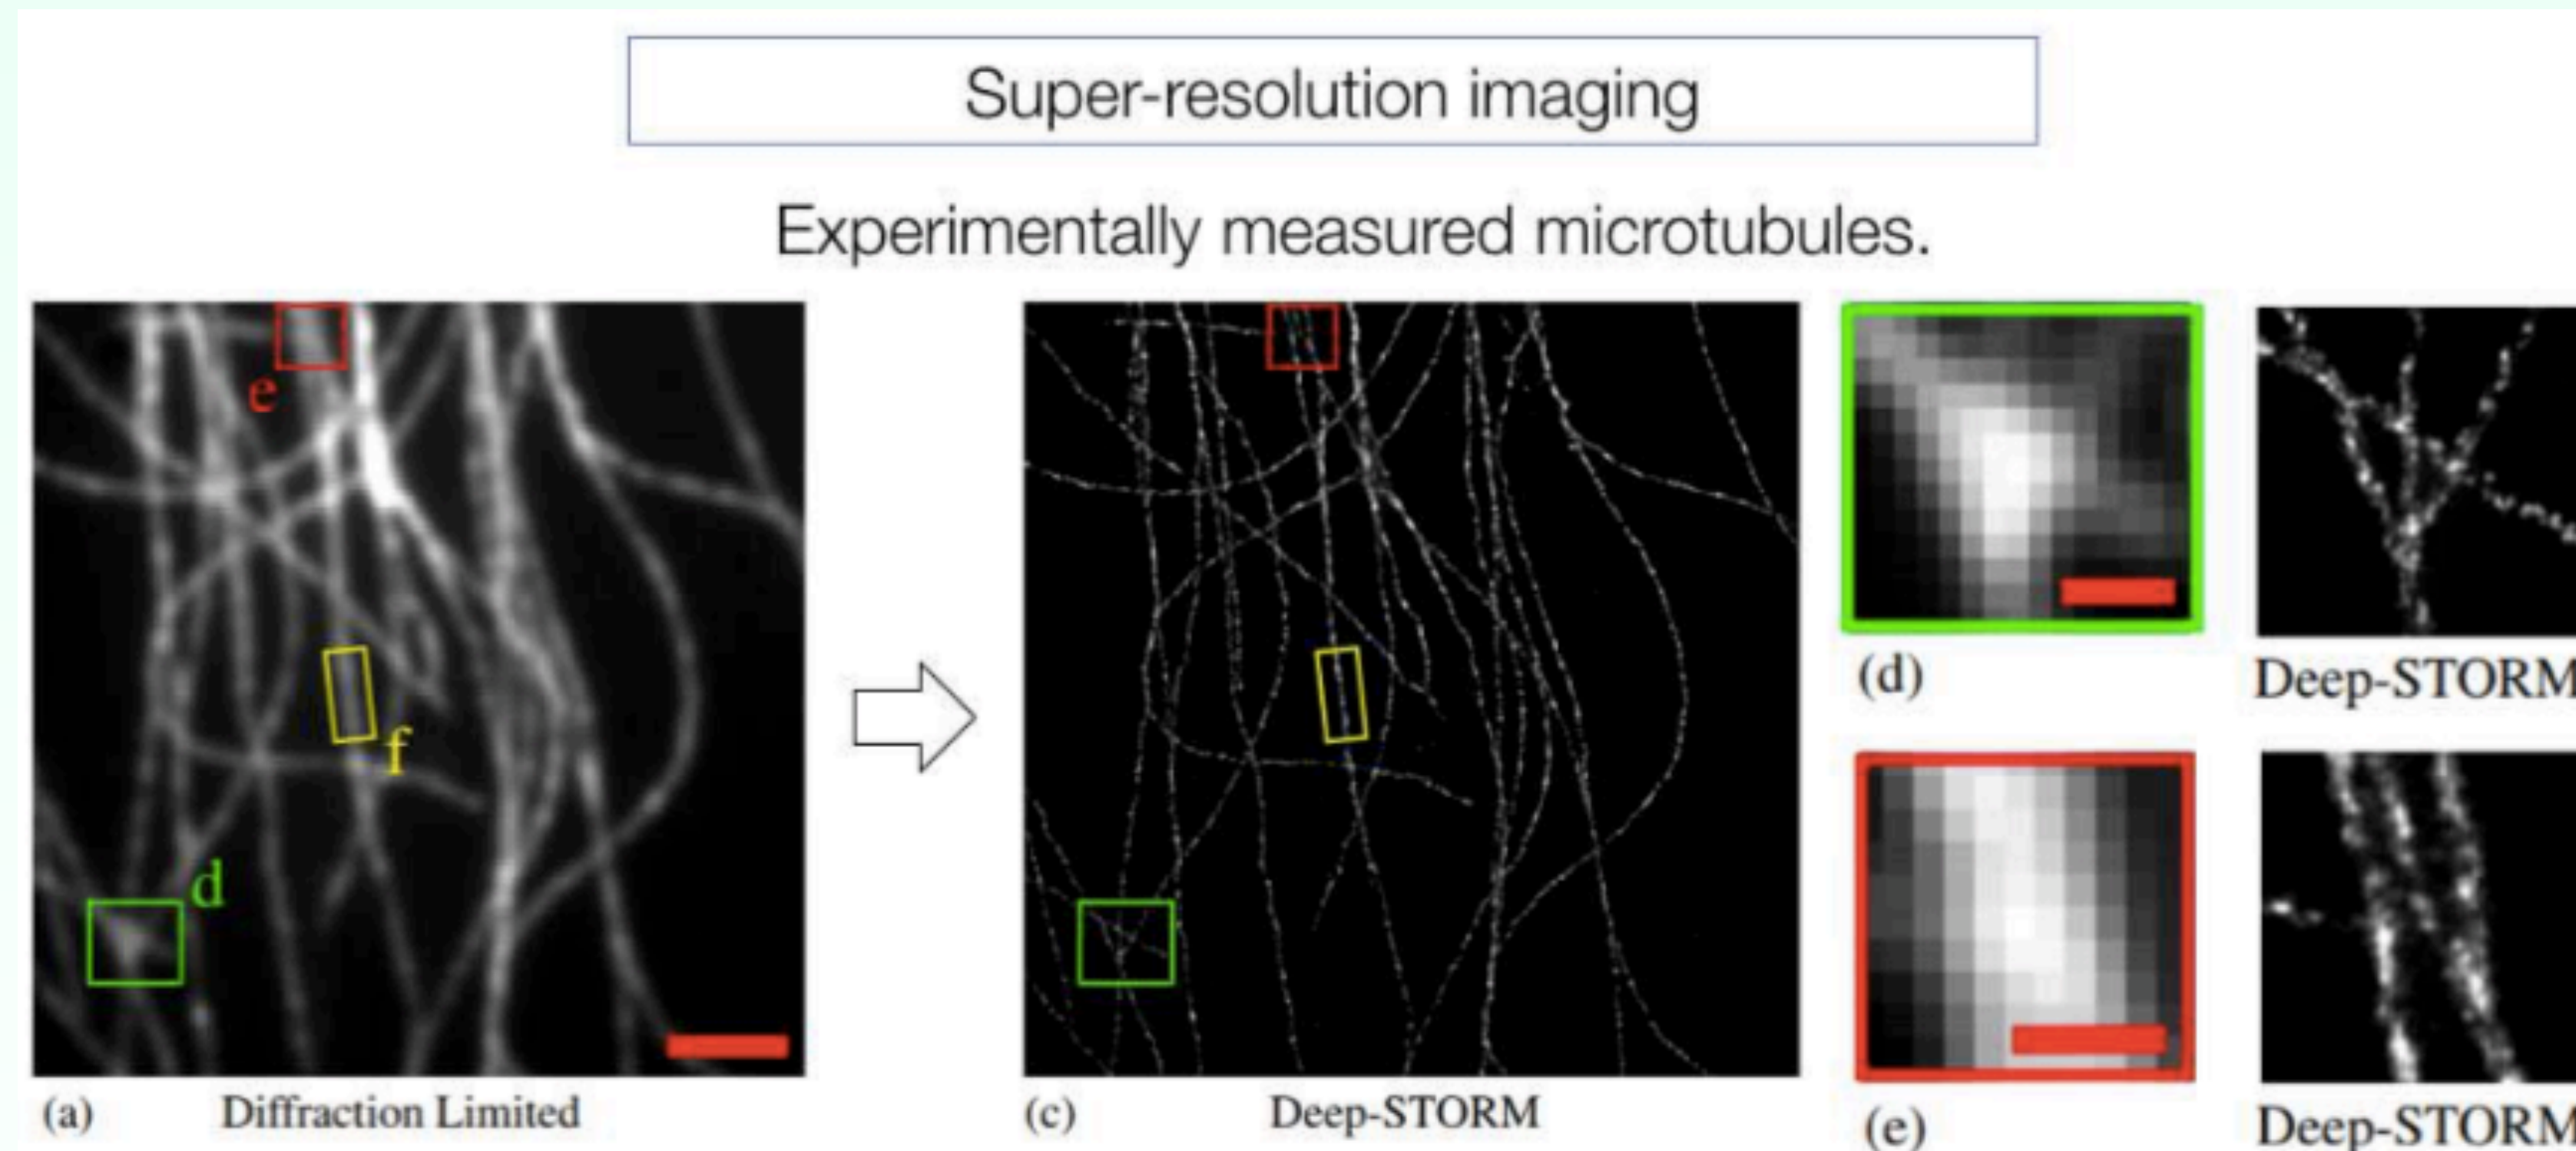 Super-resolution imaging
Experimentally measured microtubules.
e
f
d
(a) Diffraction Limited
(c) Deep-STORM
(d) Deep-STORM
(e) Deep-STORM